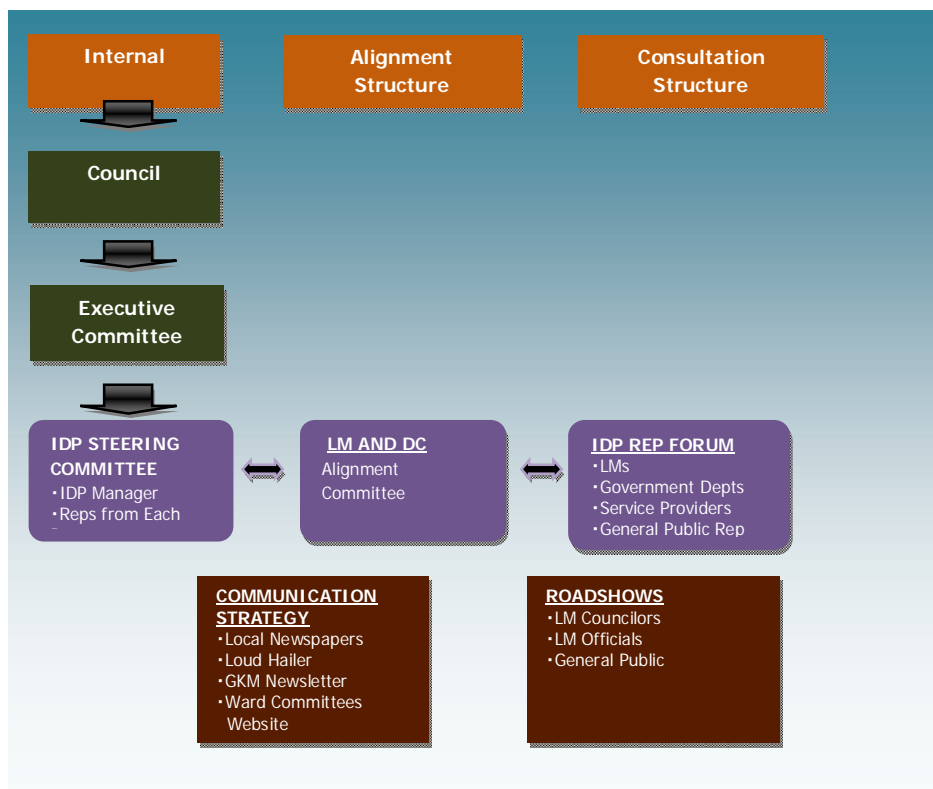 Internal
Alignment
Structure
Consultation
Structure
Council
Executive
Committee
IDP STEERING
COMMITTEE
·IDP Manager
·Reps from Each
LM AND DC
Alignment
Committee
IDP REP FORUM
·LMs
·Government Depts
·Service Providers
·General Public Rep
COMMUNICATION
STRATEGY
·Local Newspapers
·Loud Hailer
·GKM Newsletter
·Ward Committees
Website
ROADSHOWS
·LM Councilors
·LM Officials
·General Public